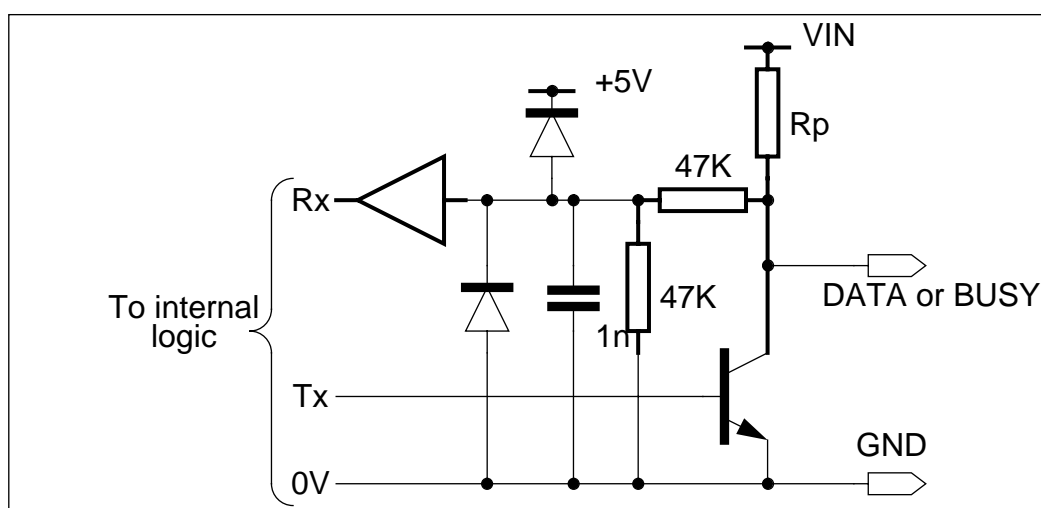 VIN
+5V
Rp
47K
Rx
DATA or BUSY
47K
To internal
logic
1n
Tx
GND
0V